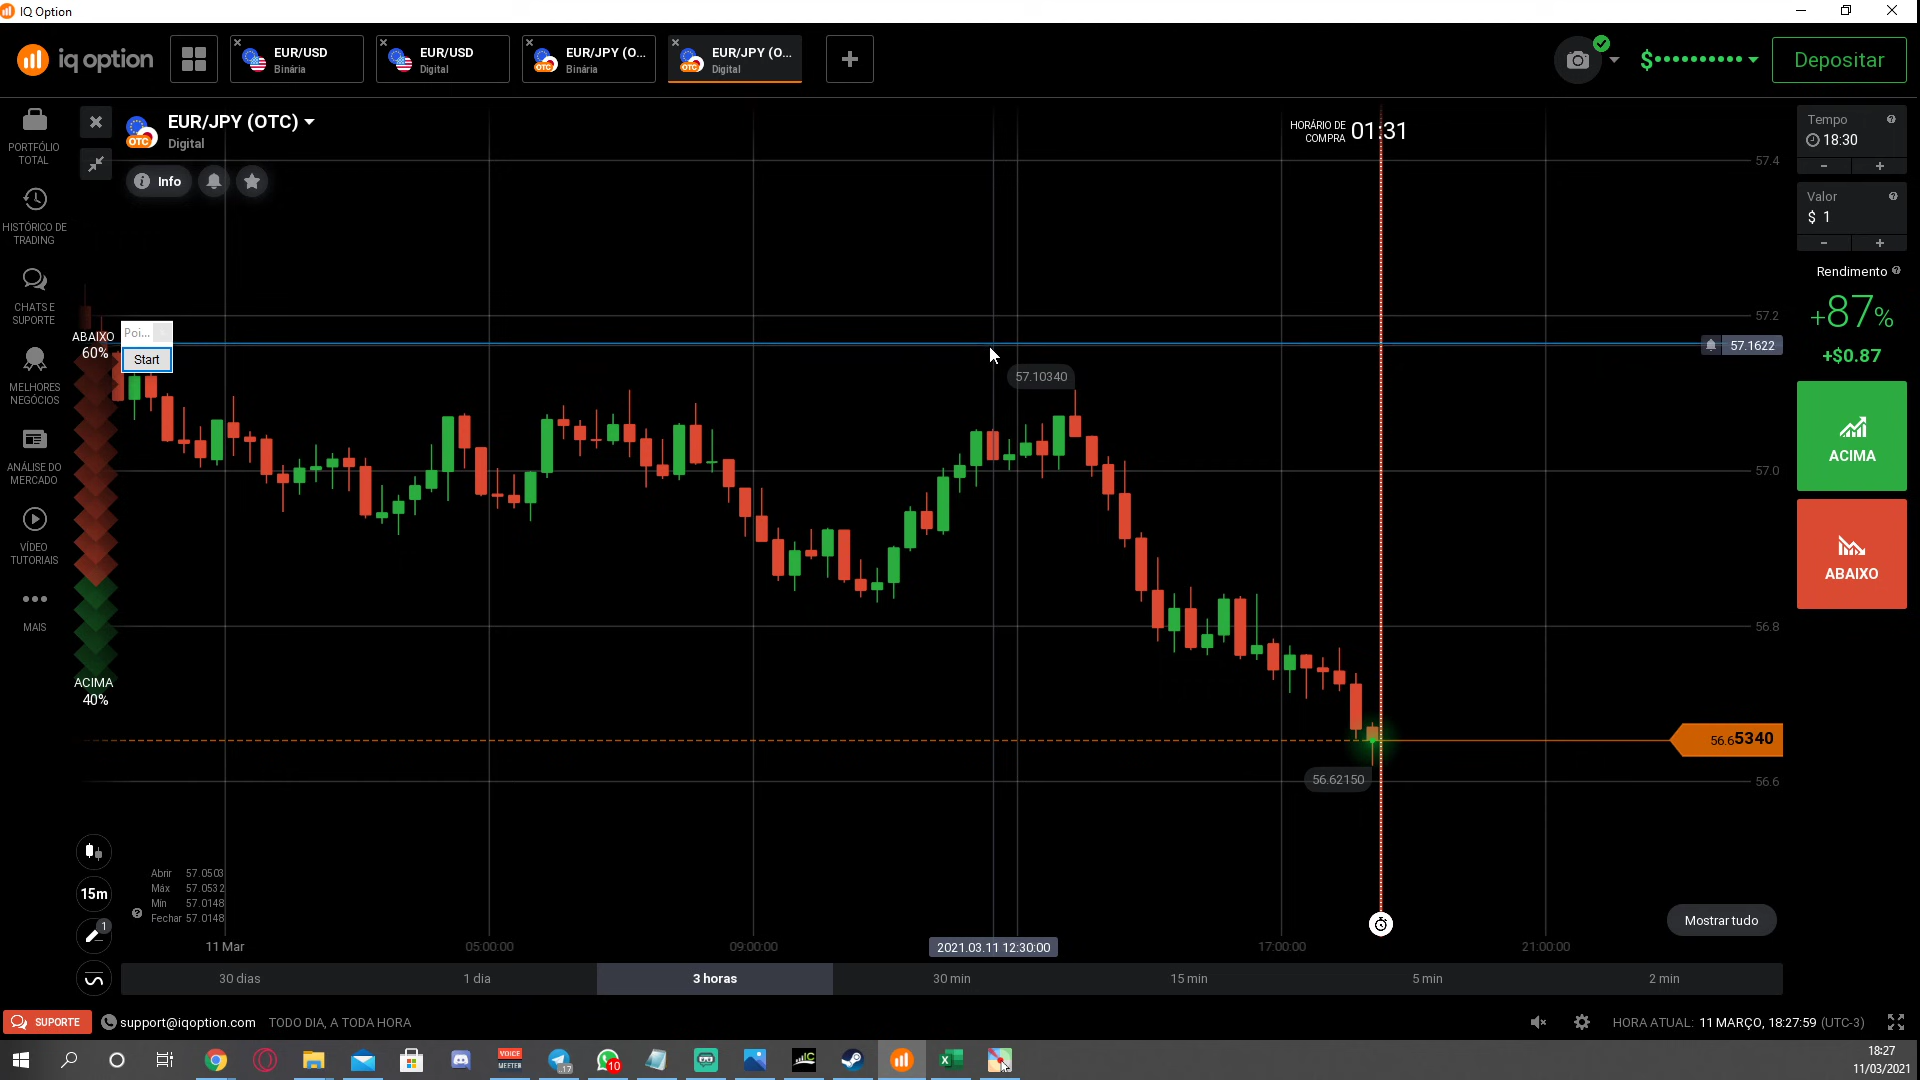 IQ Option
iq option
EUR/USD
Binária
EUR/USD
Digital
EUR/JPY (O...
Binária
EUR/JPY (O...
Digital
$••••••••••
Depositar
PORTFÓLIO
TOTAL
HISTÓRICO DE
TRADING
CHATS E
SUPORTE
MELHORES
NEGÓCIOS
ANÁLISE DO
MERCADO
VÍDEO
TUTORIAIS
MAIS
EUR/JPY (OTC)
Digital
OTC
Info
HORÁRIO DE
COMPRA
01:31
ABAIXO
60%
Poi...
Start
ACIMA
40%
57.4
57.2
57.1622
57.0
56.8
56.65340
56.6
57.10340
56.62150
Tempo
18:30
- +
Valor
$ 1
- +
Rendimento
+87%
+$0.87
ACIMA
ABAIXO
15m
1
Abrir 57.0503
Máx 57.0532
Mín 57.0148
Fechar 57.0148
Mostrar tudo
11 Mar
05:00:00
09:00:00
2021.03.11 12:30:00
17:00:00
21:00:00
30 dias
1 dia
3 horas
30 min
15 min
5 min
2 min
SUPORTE
support@iqoption.com
TODO DIA, A TODA HORA
HORA ATUAL: 11 MARÇO, 18:27:59 (UTC-3)
VOICE
MEETER
17
10
18:27
11/03/2021